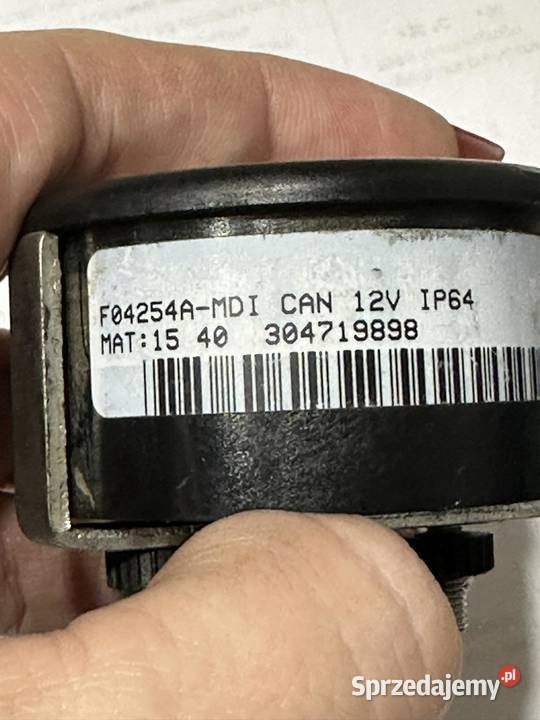 F04254A-MDI CAN 12V IP64
MAT:15 40 304719898
Sprzedajemy.pl